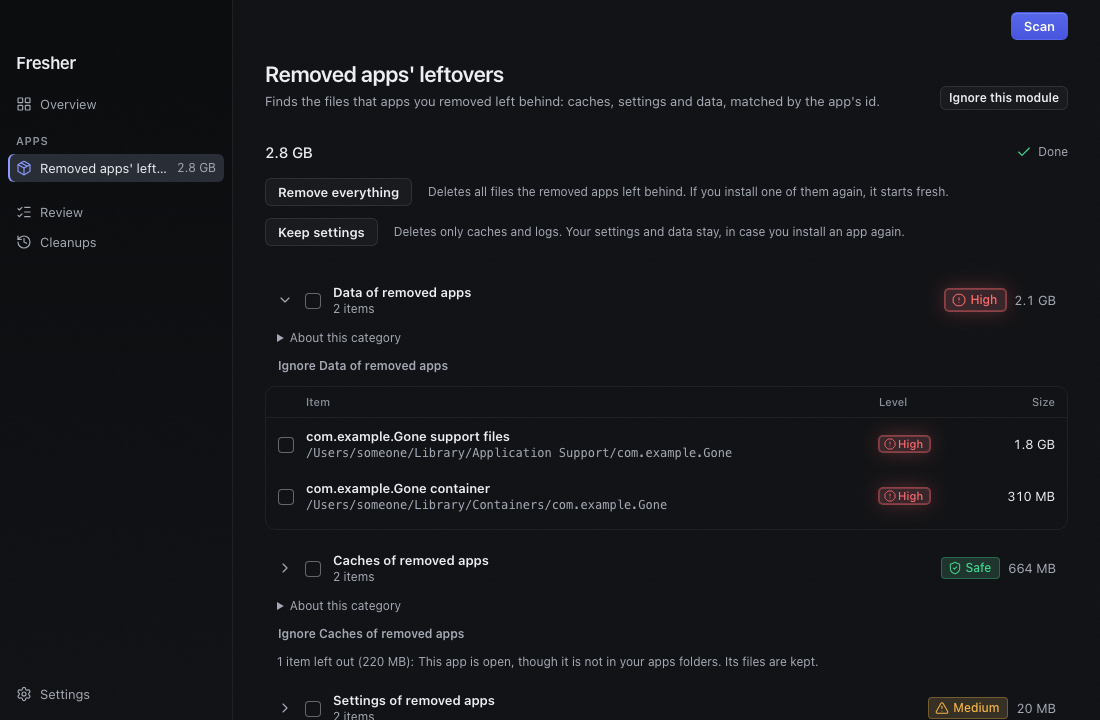 Scan
Fresher
Overview
APPS
Removed apps' left... 2.8 GB
Review
Cleanups
Settings
Removed apps' leftovers
Finds the files that apps you removed left behind: caches, settings and data, matched by the app's id.
Ignore this module
2.8 GB
Done
Remove everything Deletes all files the removed apps left behind. If you install one of them again, it starts fresh.
Keep settings Deletes only caches and logs. Your settings and data stay, in case you install an app again.
Data of removed apps
2 items
High 2.1 GB
About this category
Ignore Data of removed apps
Item Level Size
com.example.Gone support files
/Users/someone/Library/Application Support/com.example.Gone
High 1.8 GB
com.example.Gone container
/Users/someone/Library/Containers/com.example.Gone
High 310 MB
Caches of removed apps
2 items
Safe 664 MB
About this category
Ignore Caches of removed apps
1 item left out (220 MB): This app is open, though it is not in your apps folders. Its files are kept.
Settings of removed apps
2 items
Medium 20 MB